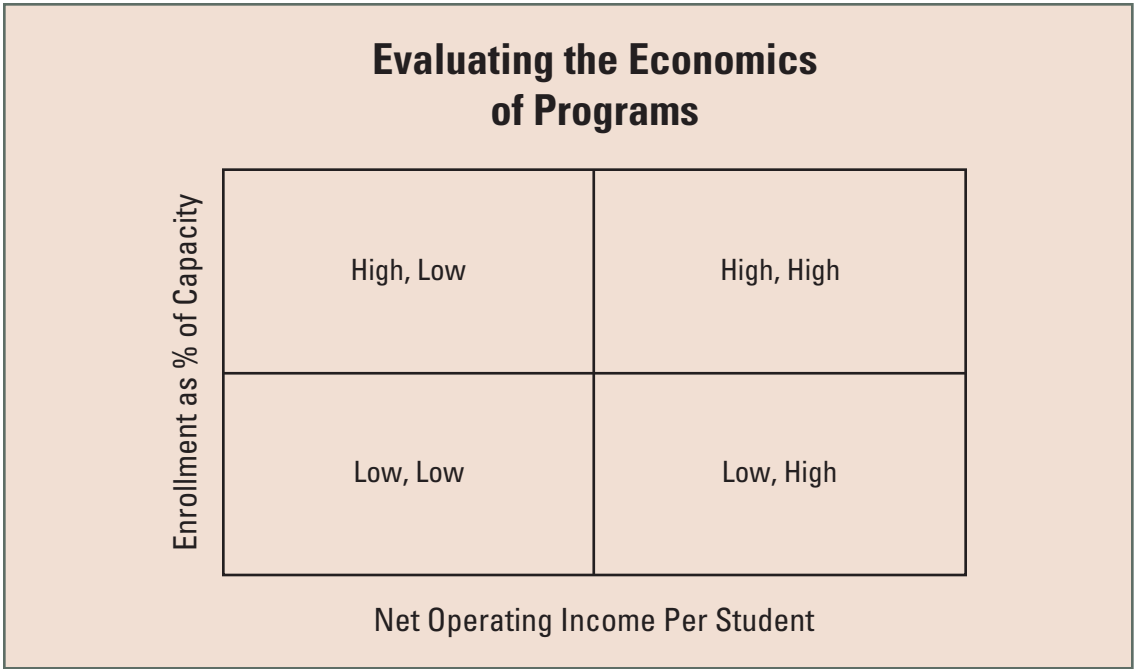 Evaluating the Economics
of Programs
Enrollment as % of Capacity
High, Low
High, High
Low, Low
Low, High
Net Operating Income Per Student